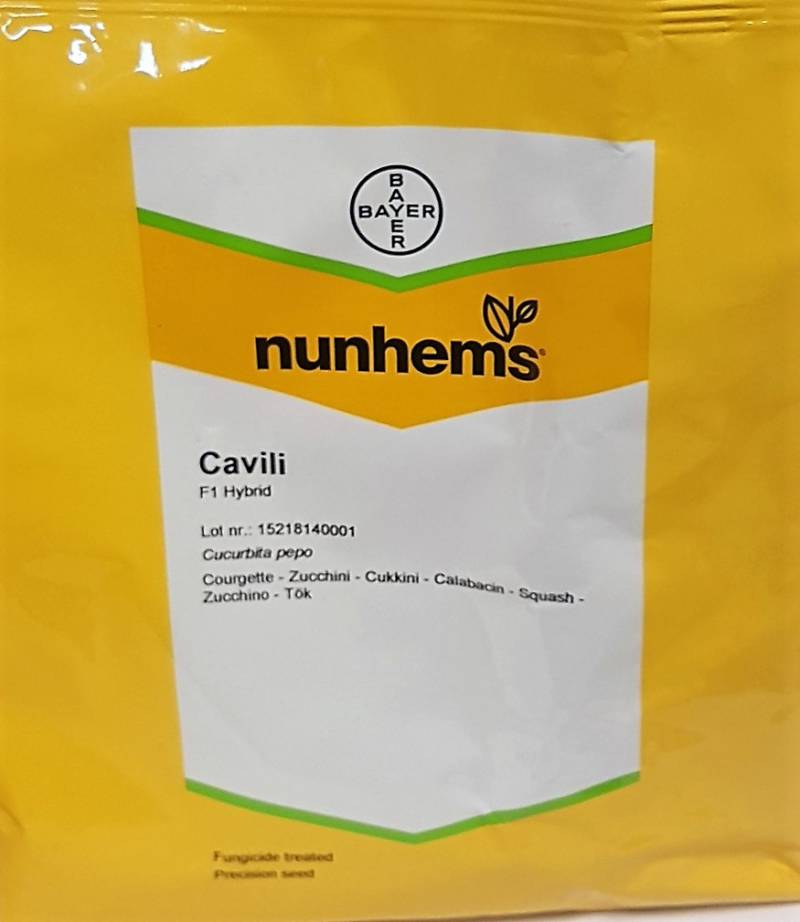 BAYER
BAYER
nunhems®
Cavili
F1 Hybrid
Lot nr.: 15218140001
Cucurbita pepo
Courgette - Zucchini - Cukkini - Calabacin - Squash -
Zucchino - Tök
Fungicide treated
Precision seed